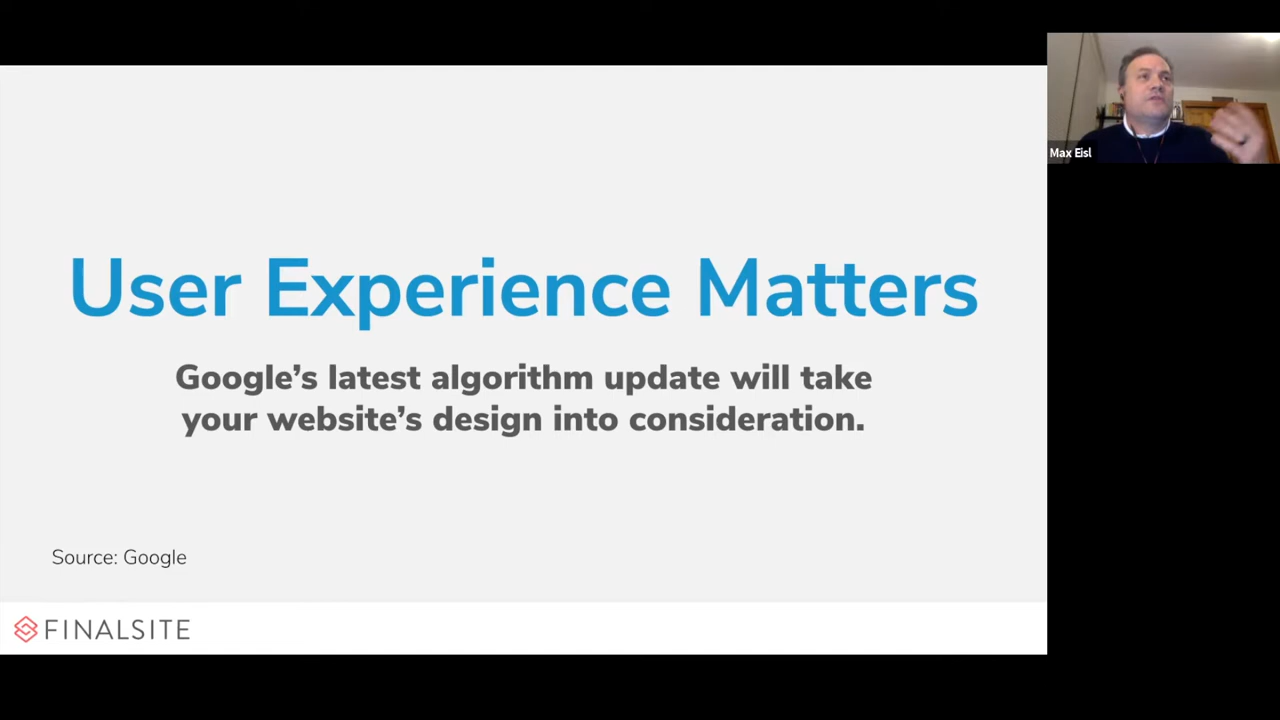 User Experience Matters
Google’s latest algorithm update will take
your website’s design into consideration.
Source: Google
FINALSITE
Max Eisl